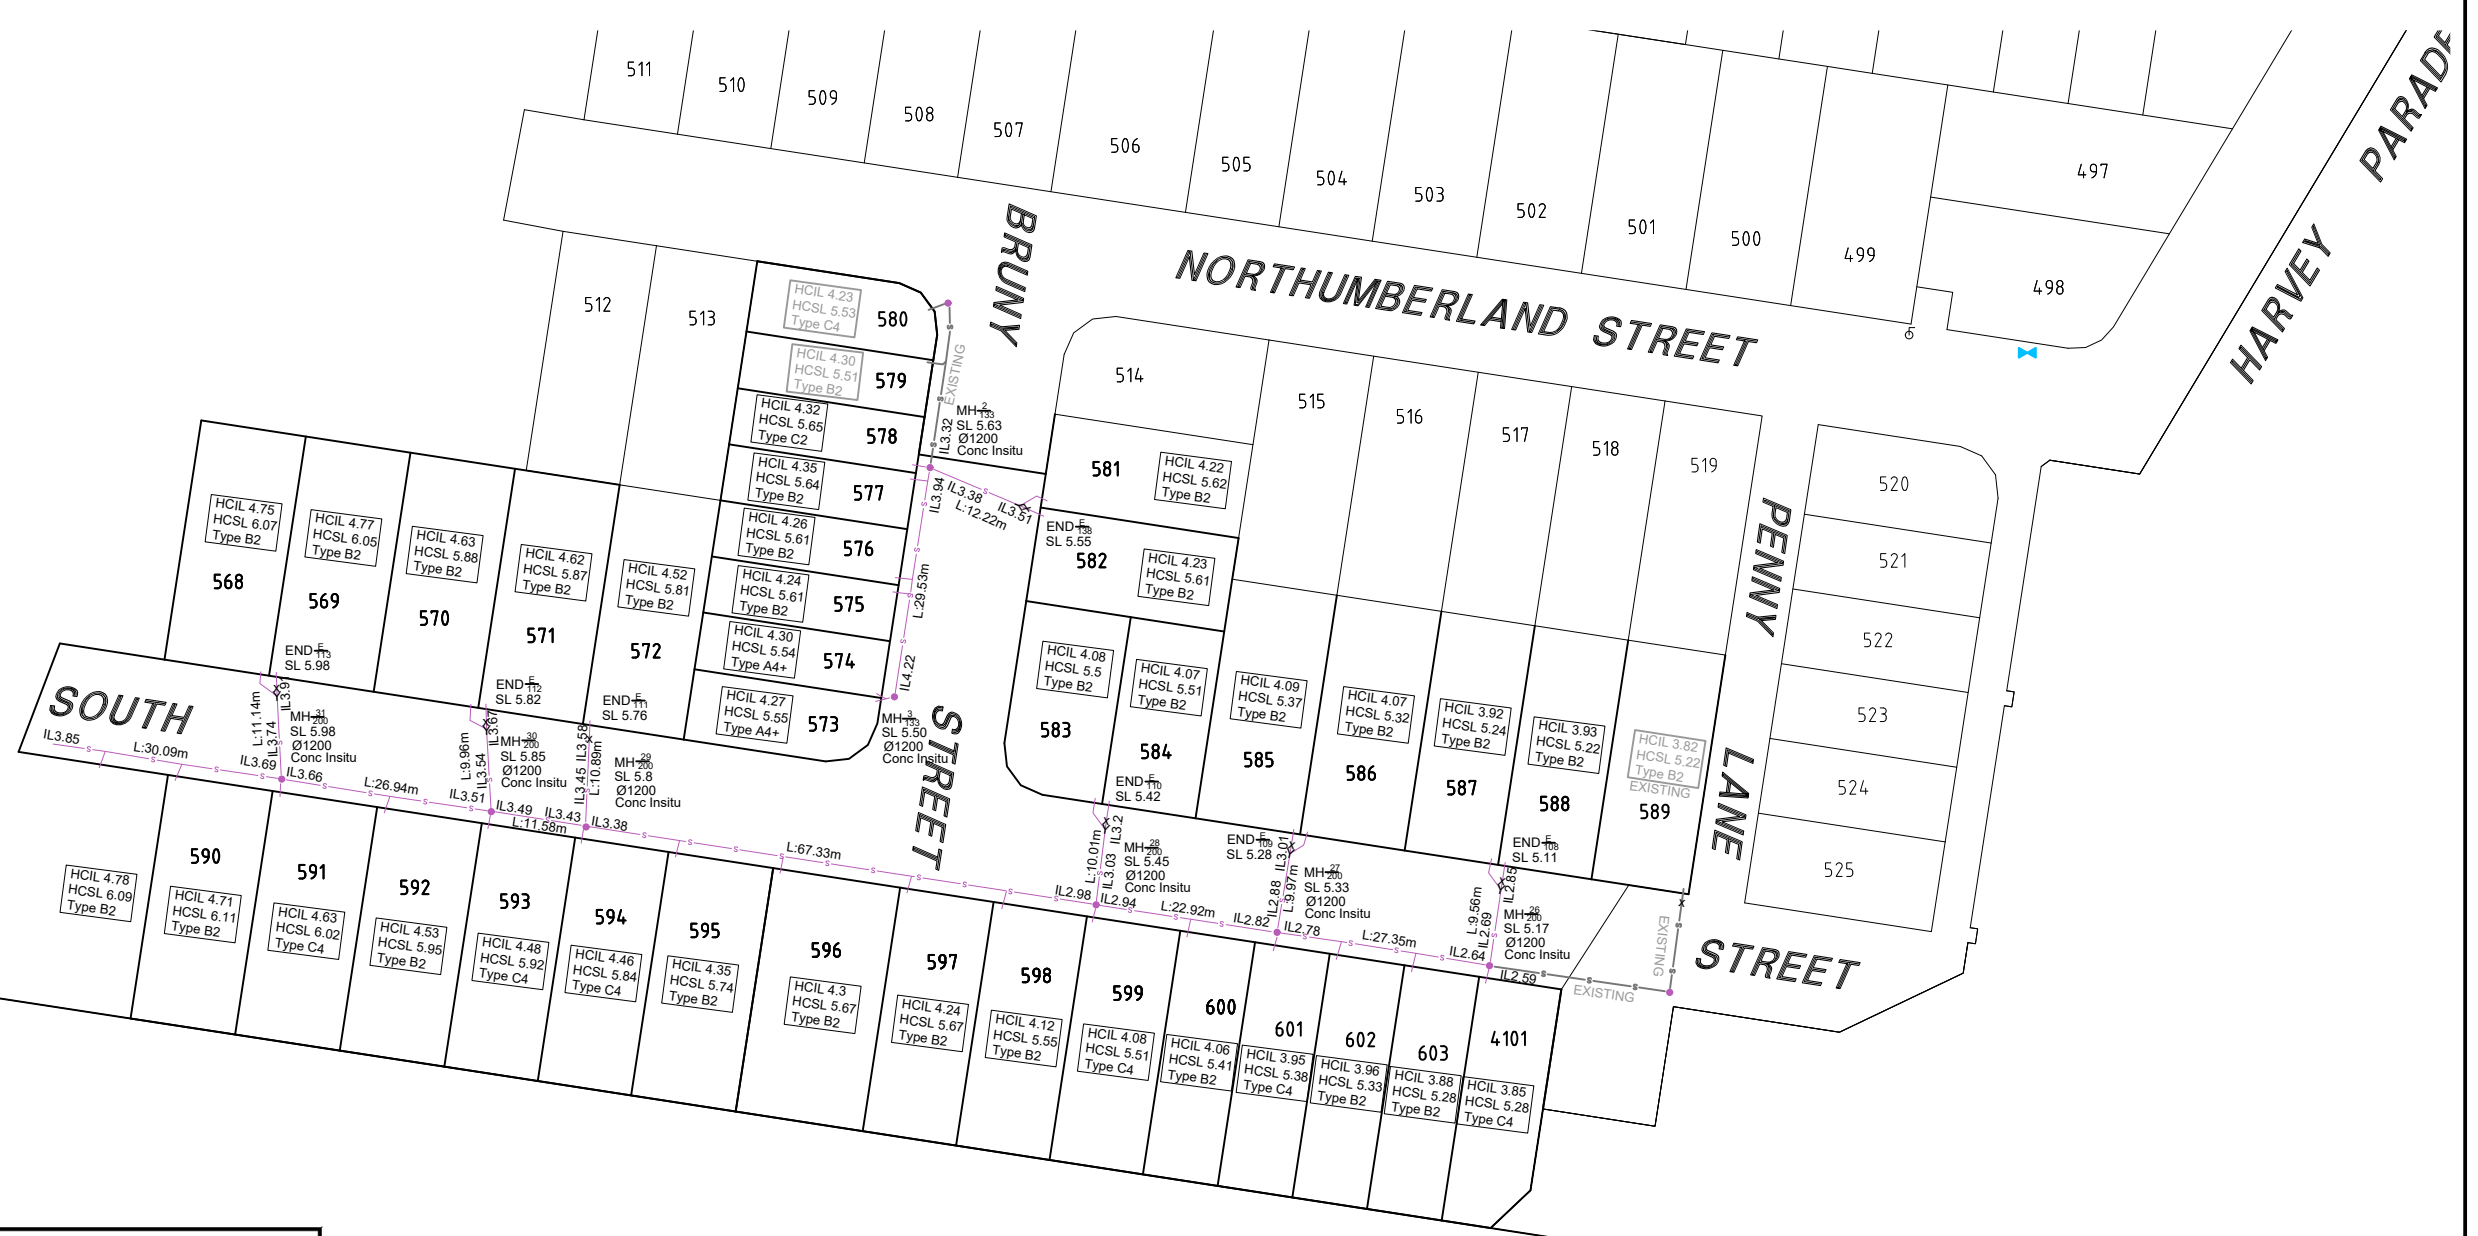 511
510
509
508
507
506
505
504
503
502
501
500
499
497
498
HARVEY PARADE
BRUNY
STREET
NORTHUMBERLAND STREET
512
513
HCIL 4.23
HCSL 5.53
Type C4
580
HCIL 4.30
HCSL 5.51
Type B2
579
EXISTING
HCIL 4.32
HCSL 5.65
Type C2
578
HCIL 4.35
HCSL 5.64
Type B2
577
HCIL 4.26
HCSL 5.61
Type B2
576
HCIL 4.24
HCSL 5.61
Type B2
575
HCIL 4.30
HCSL 5.54
Type A4+
574
HCIL 4.27
HCSL 5.55
Type A4+
573
IL3.32
MH 2/133
SL 5.63
Ø1200
Conc Insitu
IL3.94
IL3.38
L:12.22m
IL3.51
END E/133
SL 5.55
L:29.53m
IL4.22
MH 3/133
SL 5.50
Ø1200
Conc Insitu
514
515
516
517
518
519
581
HCIL 4.22
HCSL 5.62
Type B2
582
HCIL 4.23
HCSL 5.61
Type B2
PENNY
LANE
520
521
522
523
524
525
HCIL 4.75
HCSL 6.07
Type B2
568
HCIL 4.77
HCSL 6.05
Type B2
569
HCIL 4.63
HCSL 5.88
Type B2
570
HCIL 4.62
HCSL 5.87
Type B2
571
HCIL 4.52
HCSL 5.81
Type B2
572
HCIL 4.08
HCSL 5.5
Type B2
583
HCIL 4.07
HCSL 5.51
Type B2
584
HCIL 4.09
HCSL 5.37
Type B2
585
HCIL 4.07
HCSL 5.32
Type B2
586
HCIL 3.92
HCSL 5.24
Type B2
587
HCIL 3.93
HCSL 5.22
Type B2
588
HCIL 3.82
HCSL 5.22
Type B2
EXISTING
589
SOUTH
STREET
END E/113
SL 5.98
L:11.14m
IL3.74
MH 31/200
SL 5.98
Ø1200
Conc Insitu
IL3.85
L:30.09m
IL3.69
IL3.66
L:26.94m
END E/112
SL 5.82
L:9.96m
IL3.54
IL3.67
MH 30/200
SL 5.85
Ø1200
Conc Insitu
IL3.51
IL3.49
L:11.58m
IL3.43
END E/111
SL 5.76
IL3.45
IL3.58
L:10.89m
MH 29/200
SL 5.8
Ø1200
Conc Insitu
IL3.38
L:67.33m
END E/110
SL 5.42
L:10.01m
IL3.03
IL3.2
MH 28/200
SL 5.45
Ø1200
Conc Insitu
IL2.98
IL2.94
L:22.92m
END E/109
SL 5.28
IL2.88
IL3.01
L:9.97m
MH 27/200
SL 5.33
Ø1200
Conc Insitu
IL2.82
IL2.78
L:27.35m
END E/108
SL 5.11
L:9.56m
IL2.69
IL2.85
MH 26/200
SL 5.17
Ø1200
Conc Insitu
IL2.64
IL2.59
EXISTING
EXISTING
HCIL 4.78
HCSL 6.09
Type B2
590
HCIL 4.71
HCSL 6.11
Type B2
591
HCIL 4.63
HCSL 6.02
Type C4
592
HCIL 4.53
HCSL 5.95
Type B2
593
HCIL 4.48
HCSL 5.92
Type C4
594
HCIL 4.46
HCSL 5.84
Type C4
595
HCIL 4.35
HCSL 5.74
Type B2
596
HCIL 4.3
HCSL 5.67
Type B2
597
HCIL 4.24
HCSL 5.67
Type B2
598
HCIL 4.12
HCSL 5.55
Type B2
599
HCIL 4.08
HCSL 5.51
Type C4
600
HCIL 4.06
HCSL 5.41
Type B2
601
HCIL 3.95
HCSL 5.38
Type C4
602
HCIL 3.96
HCSL 5.33
Type B2
603
HCIL 3.88
HCSL 5.28
Type B2
4101
HCIL 3.85
HCSL 5.28
Type C4